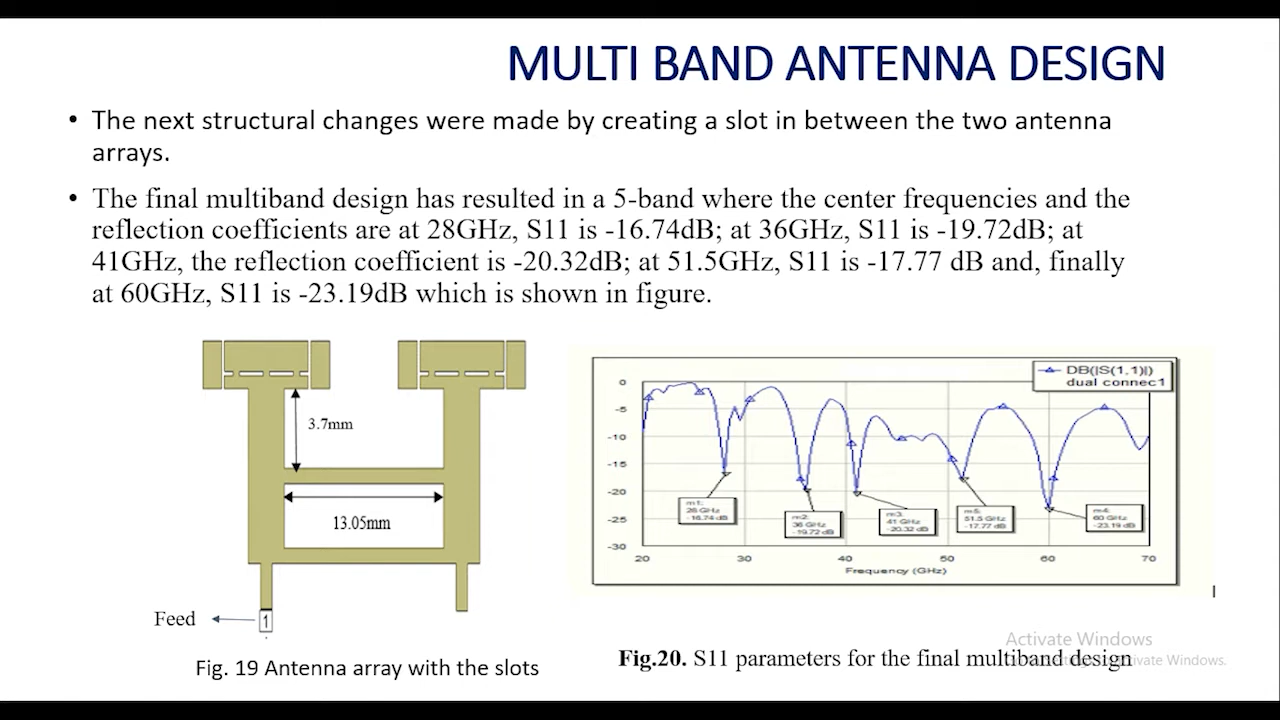 MULTI BAND ANTENNA DESIGN
• The next structural changes were made by creating a slot in between the two antenna
arrays.
• The final multiband design has resulted in a 5-band where the center frequencies and the
reflection coefficients are at 28GHz, S11 is -16.74dB; at 36GHz, S11 is -19.72dB; at
41GHz, the reflection coefficient is -20.32dB; at 51.5GHz, S11 is -17.77 dB and, finally
at 60GHz, S11 is -23.19dB which is shown in figure.
3.7mm
13.05mm
Feed
1
Fig. 19 Antenna array with the slots
DB(|S(1,1)|)
dual connec1
0
-5
-10
-15
-20
-25
-30
20 30 40 50 60 70
Frequency (GHz)
m1:
28 GHz
-16.74 dB
m2:
36 GHz
-19.72 dB
m3:
41 GHz
-20.32 dB
m5:
51.5 GHz
-17.77 dB
m4:
60 GHz
-23.19 dB
Fig.20. S11 parameters for the final multiband design
Activate Windows
ivate Windows.